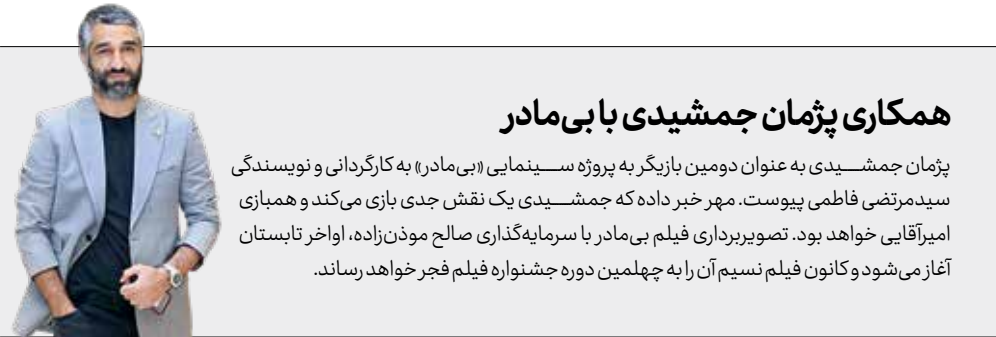 همکاری پژمان جمشیدی با بی‌مادر
پژمان جمشـــیدی به عنوان دومین بازیگر به پروژه ســـینمایی «بی‌مادر» به کارگردانی و نویسندگی
سیدمرتضی فاطمی پیوست. مهر خبر داده که جمشـــیدی یک نقش جدی بازی می‌کند و همبازی
امیرآقایی خواهد بود. تصویربرداری فیلم بی‌مادر با سرمایه‌گذاری صالح موذن‌زاده، اواخر تابستان
آغاز می‌شود و کانون فیلم نسیم آن را به چهلمین دوره جشنواره فیلم فجر خواهد رساند.